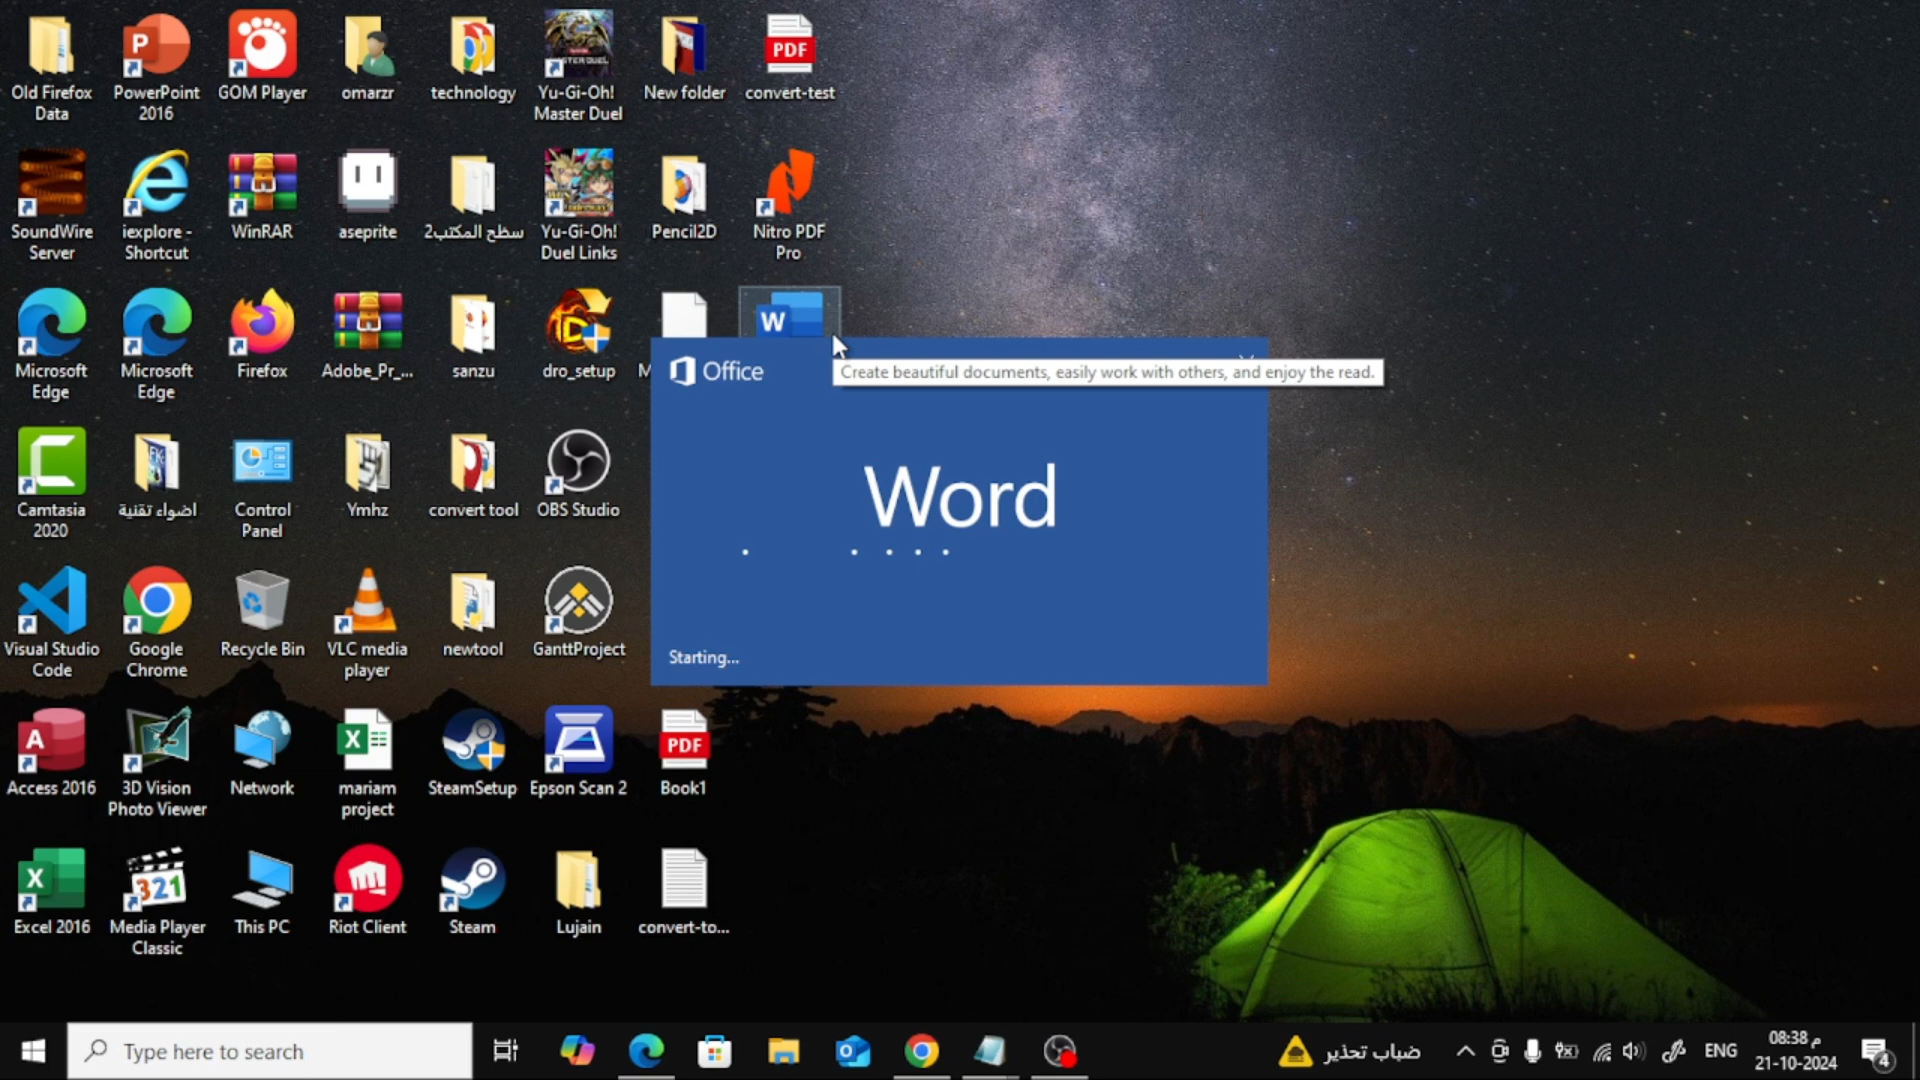 Old Firefox
Data
PowerPoint
2016
GOM Player
omarzr
technology
Yu-Gi-Oh!
Master Duel
New folder
PDF
convert-test
SoundWire
Server
iexplore -
Shortcut
WinRAR
aseprite
سطح المكتب2
Yu-Gi-Oh!
Duel Links
Pencil2D
Nitro PDF
Pro
Microsoft
Edge
Microsoft
Edge
Firefox
Adobe_Pr_...
sanzu
dro_setup
M
W
Office
Create beautiful documents, easily work with others, and enjoy the read.
Word
Starting...
Camtasia
2020
اضواء تقنية
Control
Panel
Ymhz
convert tool
OBS Studio
Visual Studio
Code
Google
Chrome
Recycle Bin
VLC media
player
newtool
GanttProject
Access 2016
3D Vision
Photo Viewer
Network
mariam
project
SteamSetup
Epson Scan 2
PDF
Book1
Excel 2016
321
Media Player
Classic
This PC
Riot Client
Steam
Lujain
convert-to...
Type here to search
ضباب تحذير
ENG
08:38 م
21-10-2024
4